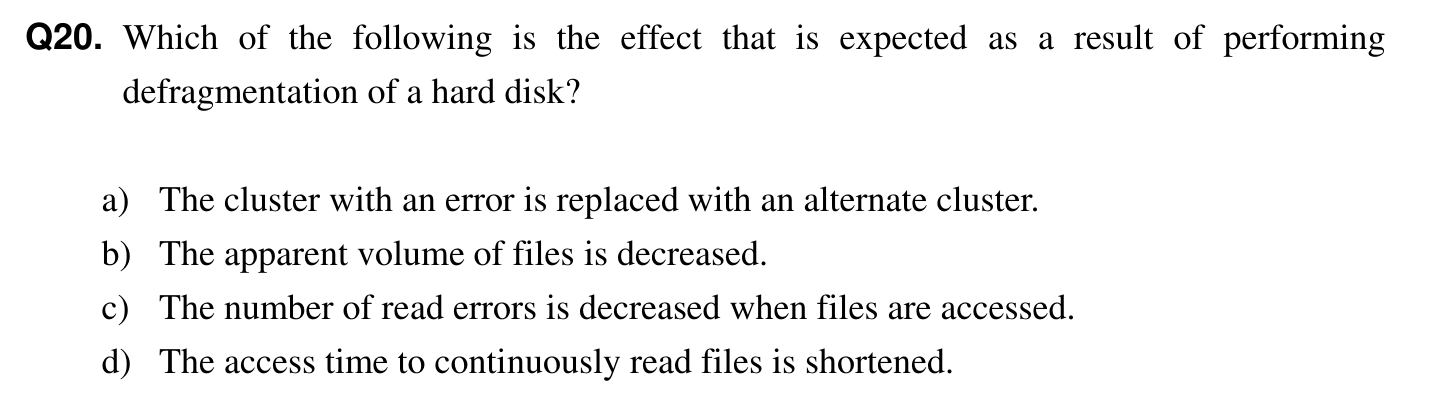 Q20. Which of the following is the effect that is expected as a result of performing
defragmentation of a hard disk?
a) The cluster with an error is replaced with an alternate cluster.
b) The apparent volume of files is decreased.
c) The number of read errors is decreased when files are accessed.
d) The access time to continuously read files is shortened.